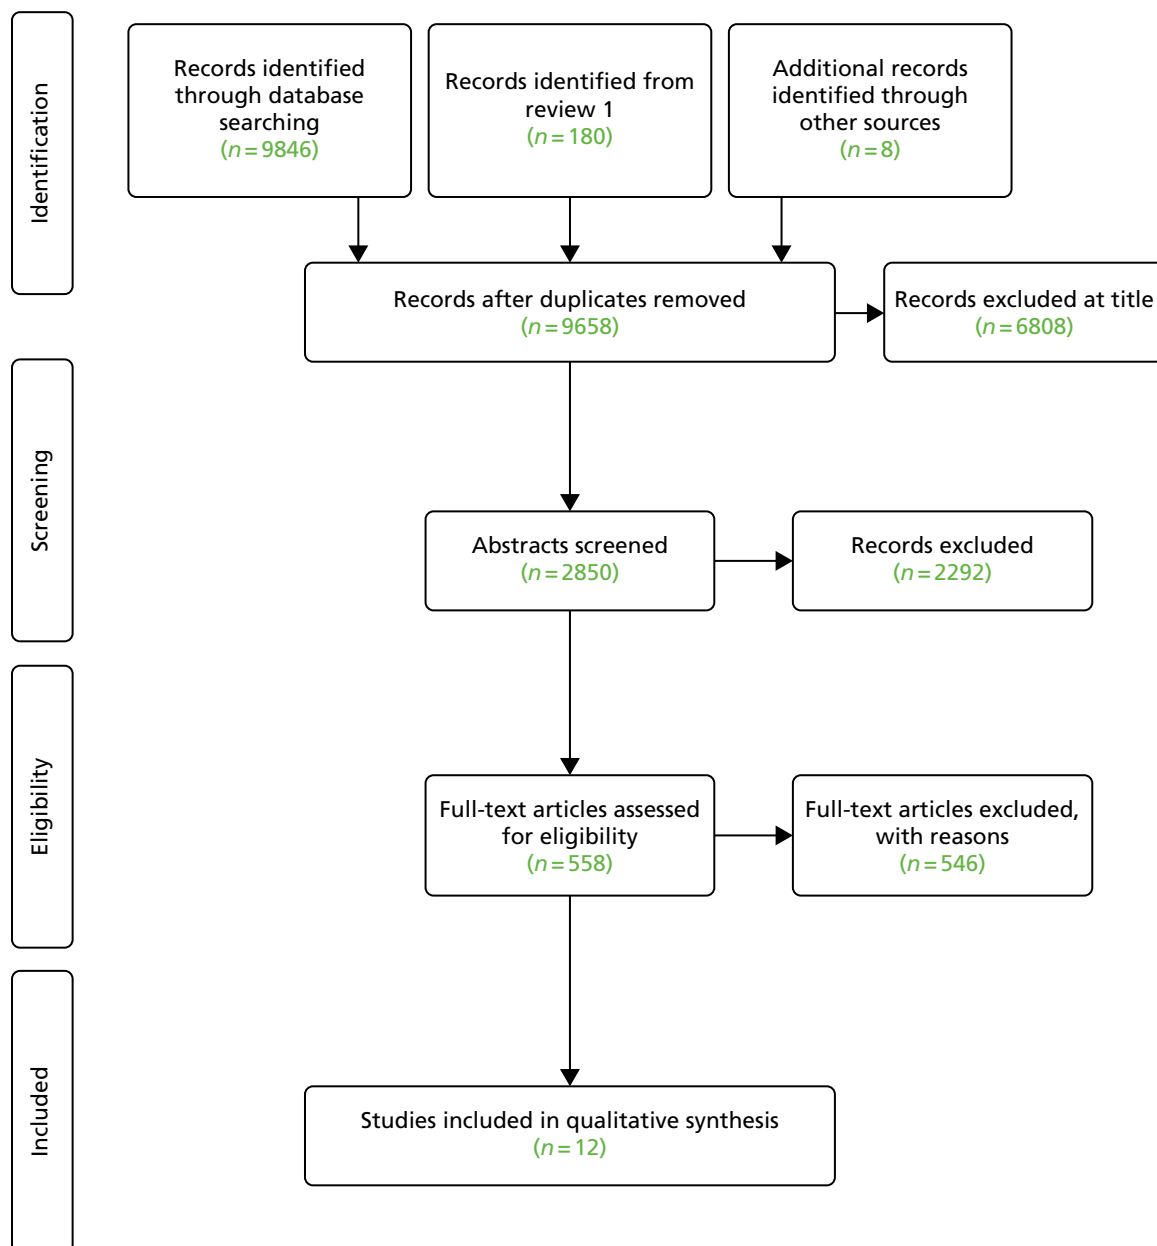 Identification
Records identified
through database
searching
(n=9846)
Records identified from
review 1
(n=180)
Additional records
identified through
other sources
(n=8)
Records after duplicates removed
(n=9658)
Records excluded at title
(n=6808)
Screening
Abstracts screened
(n=2850)
Records excluded
(n=2292)
Eligibility
Full-text articles assessed
for eligibility
(n=558)
Full-text articles excluded,
with reasons
(n=546)
Included
Studies included in qualitative synthesis
(n=12)